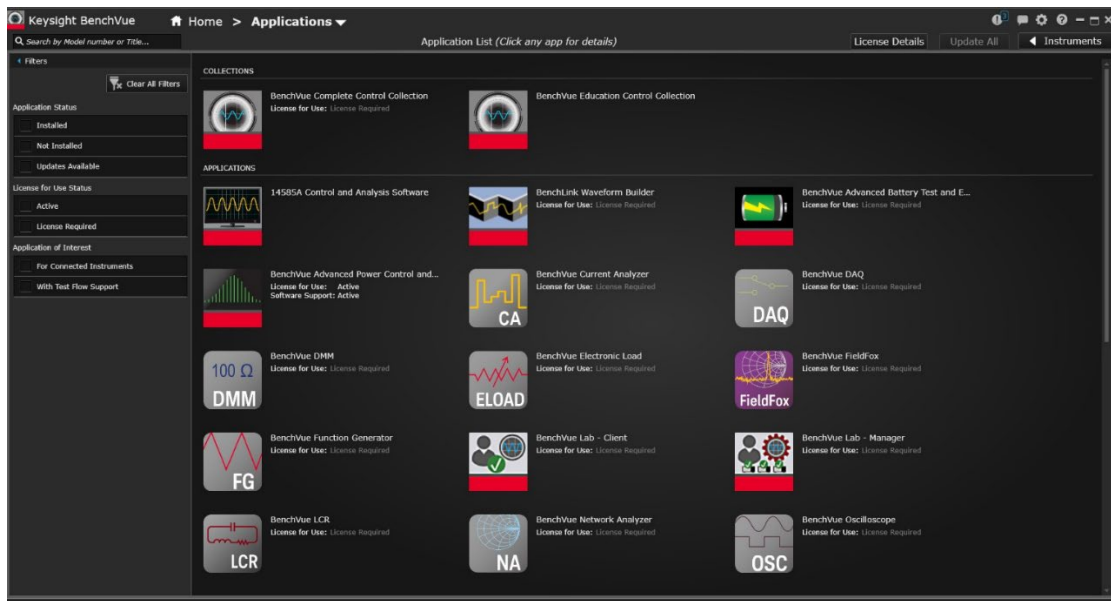 Keysight BenchVue Home > Applications
Search by Model number or Title... Application List (Click any app for details) License Details Update All Instruments
Filters
Clear All Filters
Application Status
Installed
Not Installed
Updates Available
License for Use Status
Active
License Required
Application of Interest
For Connected Instruments
With Test Flow Support
COLLECTIONS
BenchVue Complete Control Collection
License for Use: License Required
BenchVue Education Control Collection
APPLICATIONS
14585A Control and Analysis Software
BenchLink Waveform Builder
License for Use: License Required
BenchVue Advanced Battery Test and E...
License for Use: License Required
BenchVue Advanced Power Control and...
License for Use: Active
Software Support: Active
CA
BenchVue Current Analyzer
License for Use: License Required
DAQ
BenchVue DAQ
License for Use: License Required
100 Ω
DMM
BenchVue DMM
License for Use: License Required
ELOAD
BenchVue Electronic Load
License for Use: License Required
FieldFox
BenchVue FieldFox
License for Use: License Required
FG
BenchVue Function Generator
License for Use: License Required
BenchVue Lab - Client
License for Use: License Required
BenchVue Lab - Manager
License for Use: License Required
LCR
BenchVue LCR
License for Use: License Required
NA
BenchVue Network Analyzer
License for Use: License Required
OSC
BenchVue Oscilloscope
License for Use: License Required